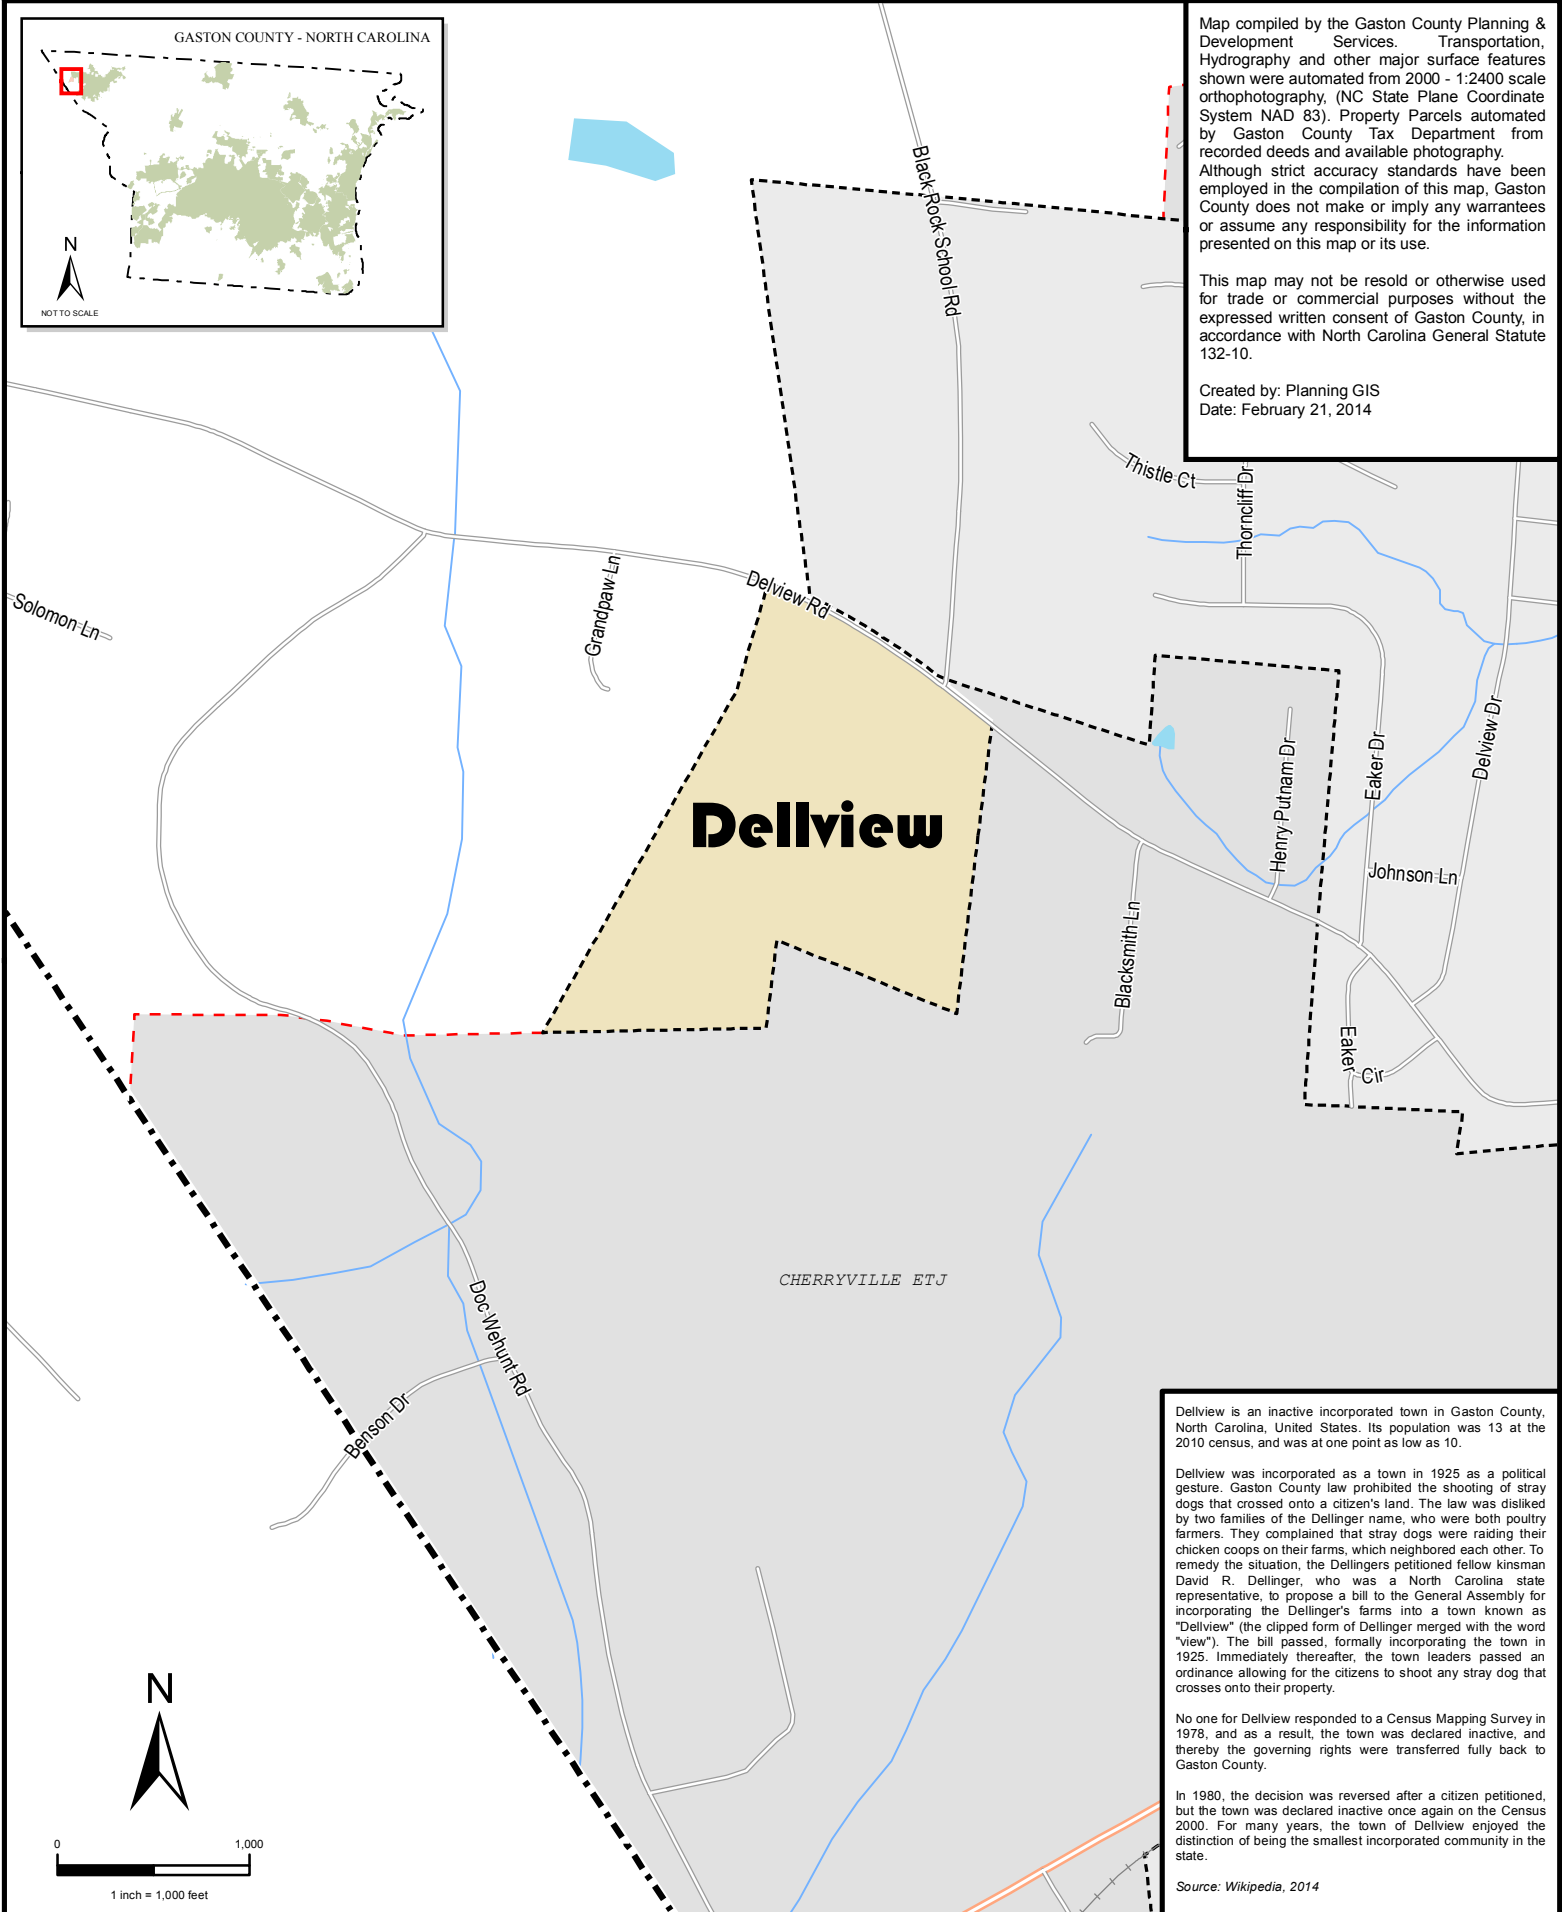 GASTON COUNTY - NORTH CAROLINA
N
NOT TO SCALE
Map compiled by the Gaston County Planning &
Development Services. Transportation,
Hydrography and other major surface features
shown were automated from 2000 - 1:2400 scale
orthophotography, (NC State Plane Coordinate
System NAD 83). Property Parcels automated
by Gaston County Tax Department from
recorded deeds and available photography.
Although strict accuracy standards have been
employed in the compilation of this map, Gaston
County does not make or imply any warrantees
or assume any responsibility for the information
presented on this map or its use.
This map may not be resold or otherwise used
for trade or commercial purposes without the
expressed written consent of Gaston County, in
accordance with North Carolina General Statute
132-10.
Created by: Planning GIS
Date: February 21, 2014
Black Rock School Rd
Thistle Ct
Thorncliff Dr
Solomon Ln
Grandpaw Ln
Delview Rd
Dellview
Henry Putnam Dr
Eaker Dr
Delview Dr
Johnson Ln
Blacksmith Ln
Eaker Cir
CHERRYVILLE ETJ
Doc Wehunt Rd
Benson Dr
N
0 1,000
1 inch = 1,000 feet
Dellview is an inactive incorporated town in Gaston County,
North Carolina, United States. Its population was 13 at the
2010 census, and was at one point as low as 10.
Dellview was incorporated as a town in 1925 as a political
gesture. Gaston County law prohibited the shooting of stray
dogs that crossed onto a citizen's land. The law was disliked
by two families of the Dellinger name, who were both poultry
farmers. They complained that stray dogs were raiding their
chicken coops on their farms, which neighbored each other. To
remedy the situation, the Dellingers petitioned fellow kinsman
David R. Dellinger, who was a North Carolina state
representative, to propose a bill to the General Assembly for
incorporating the Dellinger's farms into a town known as
"Dellview" (the clipped form of Dellinger merged with the word
"view"). The bill passed, formally incorporating the town in
1925. Immediately thereafter, the town leaders passed an
ordinance allowing for the citizens to shoot any stray dog that
crosses onto their property.
No one for Dellview responded to a Census Mapping Survey in
1978, and as a result, the town was declared inactive, and
thereby the governing rights were transferred fully back to
Gaston County.
In 1980, the decision was reversed after a citizen petitioned,
but the town was declared inactive once again on the Census
2000. For many years, the town of Dellview enjoyed the
distinction of being the smallest incorporated community in the
state.
Source: Wikipedia, 2014